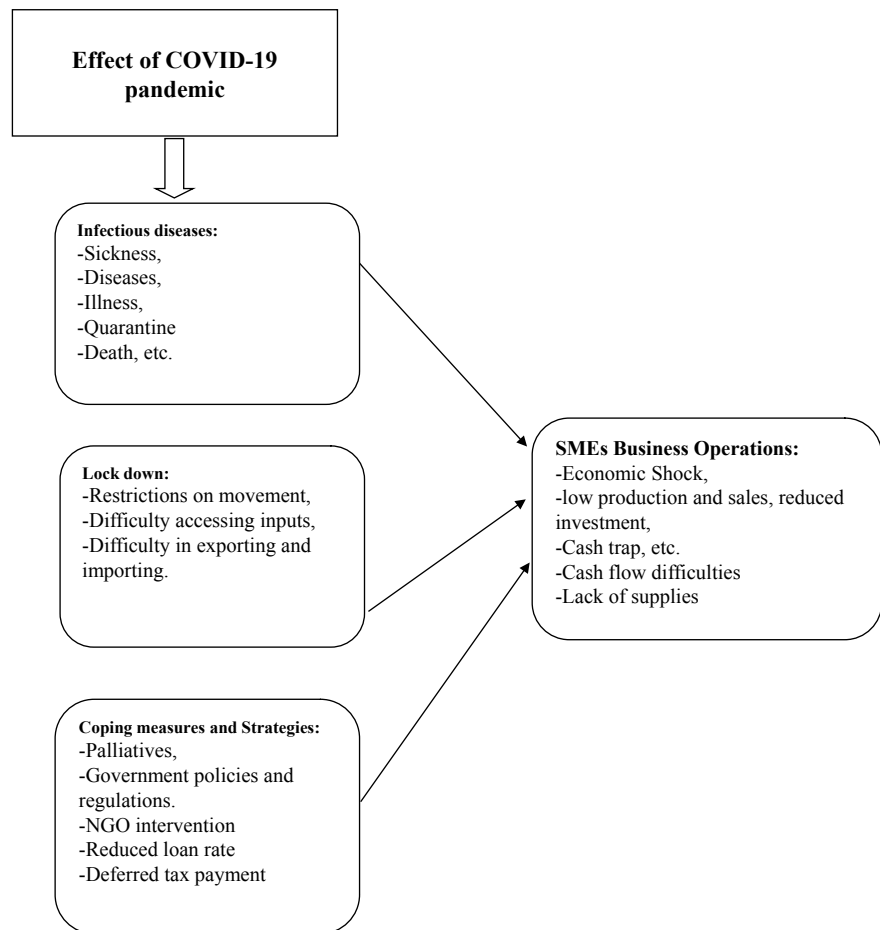 Effect of COVID-19
pandemic
Infectious diseases:
-Sickness,
-Diseases,
-Illness,
-Quarantine
-Death, etc.
Lock down:
-Restrictions on movement,
-Difficulty accessing inputs,
-Difficulty in exporting and
importing.
SMEs Business Operations:
-Economic Shock,
-low production and sales, reduced
investment,
-Cash trap, etc.
-Cash flow difficulties
-Lack of supplies
Coping measures and Strategies:
-Palliatives,
-Government policies and
regulations.
-NGO intervention
-Reduced loan rate
-Deferred tax payment